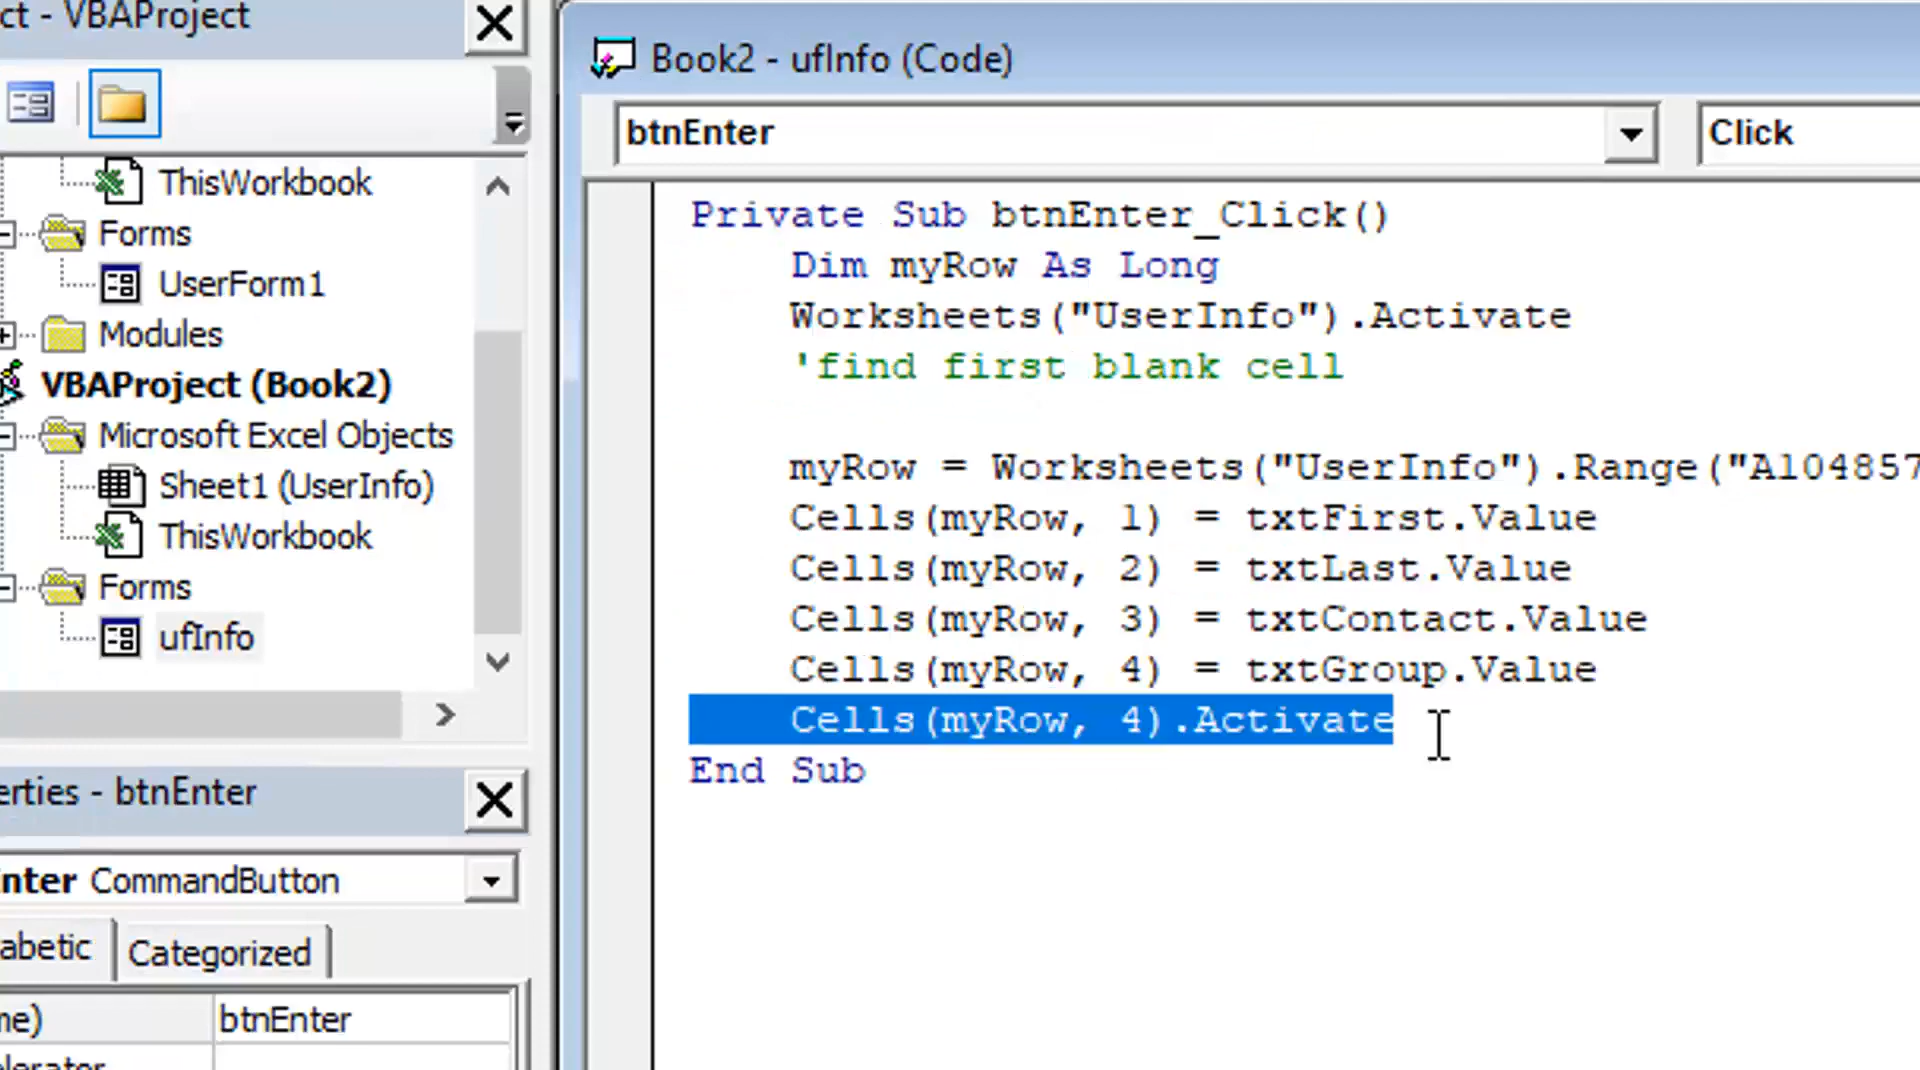 ct - VBAProject
ThisWorkbook
Forms
UserForm1
Modules
VBAProject (Book2)
Microsoft Excel Objects
Sheet1 (UserInfo)
ThisWorkbook
Forms
ufInfo
erties - btnEnter
nter CommandButton
abetic Categorized
me) btnEnter
elerator
Book2 - ufInfo (Code)
btnEnter Click
Private Sub btnEnter_Click()
Dim myRow As Long
Worksheets("UserInfo").Activate
'find first blank cell
myRow = Worksheets("UserInfo").Range("A104857
Cells(myRow, 1) = txtFirst.Value
Cells(myRow, 2) = txtLast.Value
Cells(myRow, 3) = txtContact.Value
Cells(myRow, 4) = txtGroup.Value
Cells(myRow, 4).Activate
End Sub